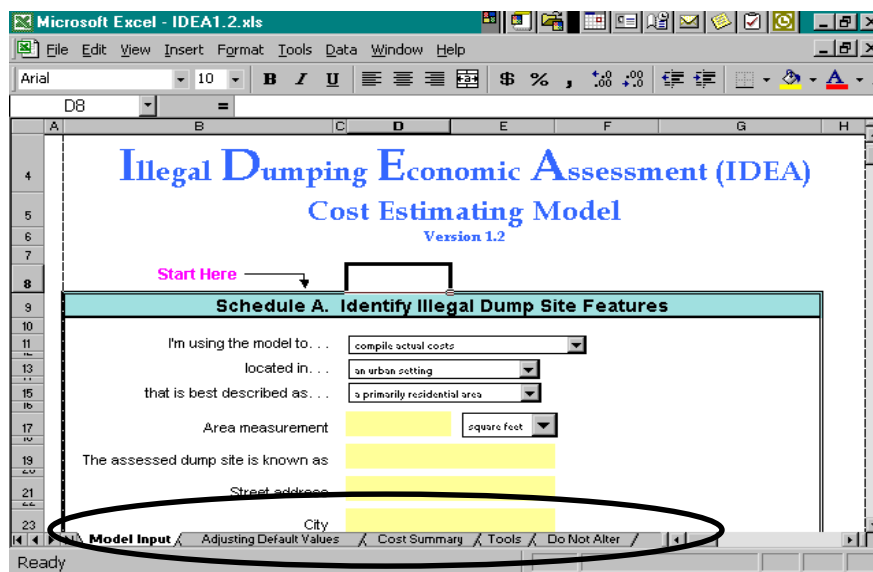 Microsoft Excel - IDEA1.2.xls
File Edit View Insert Format Tools Data Window Help
Arial 10 B I U $ % , +.0 .00 .00 +.0 A
D8 =
A B C D E F G H
4 Illegal Dumping Economic Assessment (IDEA)
5 Cost Estimating Model
6 Version 1.2
7
8 Start Here
9 Schedule A. Identify Illegal Dump Site Features
10
11 I'm using the model to. . . compile actual costs
13 located in. . . an urban setting
15 that is best described as. . . a primarily residential area
16
17 Area measurement square feet
19 The assessed dump site is known as
21 Street address
23 City
Model Input Adjusting Default Values Cost Summary Tools Do Not Alter
Ready